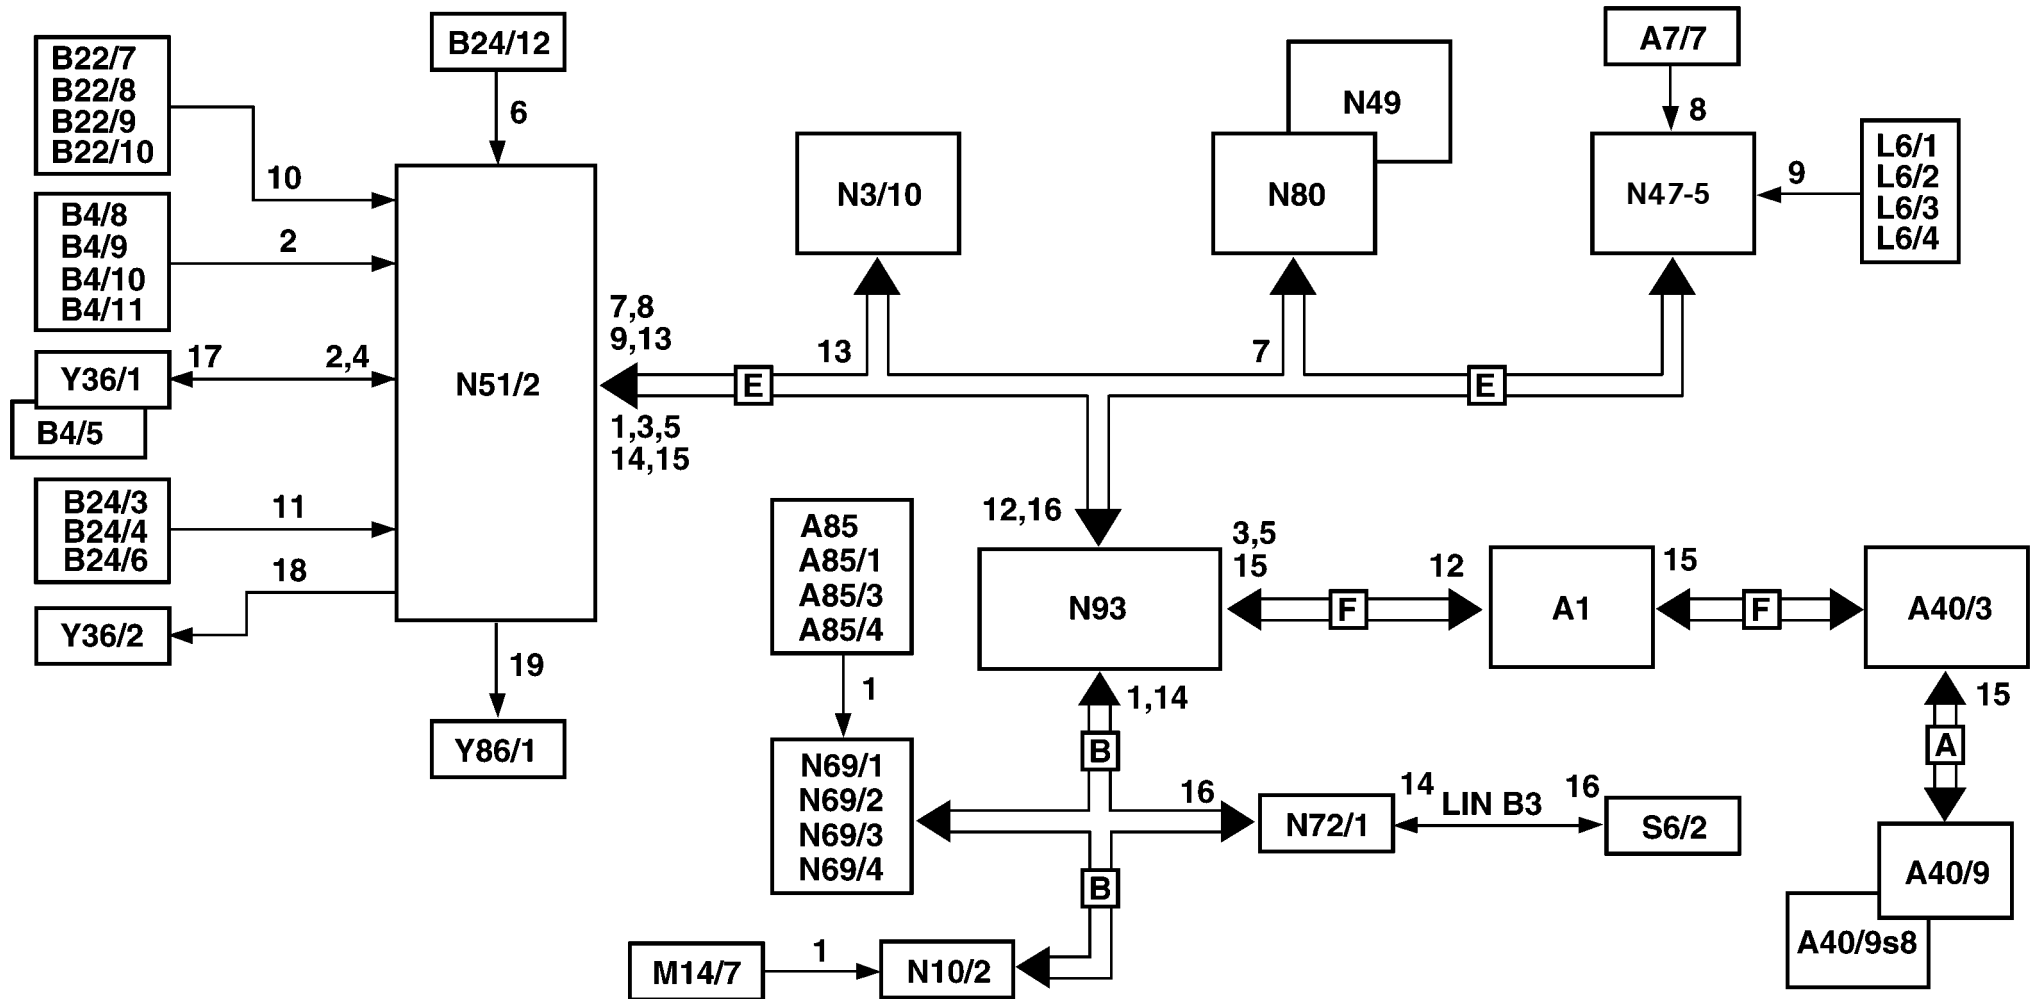 B22/7
B22/8
B22/9
B22/10
10
B4/8
B4/9
B4/10
B4/11
2
Y36/1
17
2,4
B4/5
B24/3
B24/4
B24/6
11
18
Y36/2
B24/12
6
N51/2
19
Y86/1
7,8
9,13
E
1,3,5
14,15
N3/10
13
N49
N80
7
E
A7/7
8
N47-5
9
L6/1
L6/2
L6/3
L6/4
12,16
N93
3,5
15
F
12
A1
15
F
A40/3
15
A
A40/9
A40/9s8
A85
A85/1
A85/3
A85/4
1
N69/1
N69/2
N69/3
N69/4
1,14
B
16
N72/1
14
LIN B3
16
S6/2
B
M14/7
1
N10/2